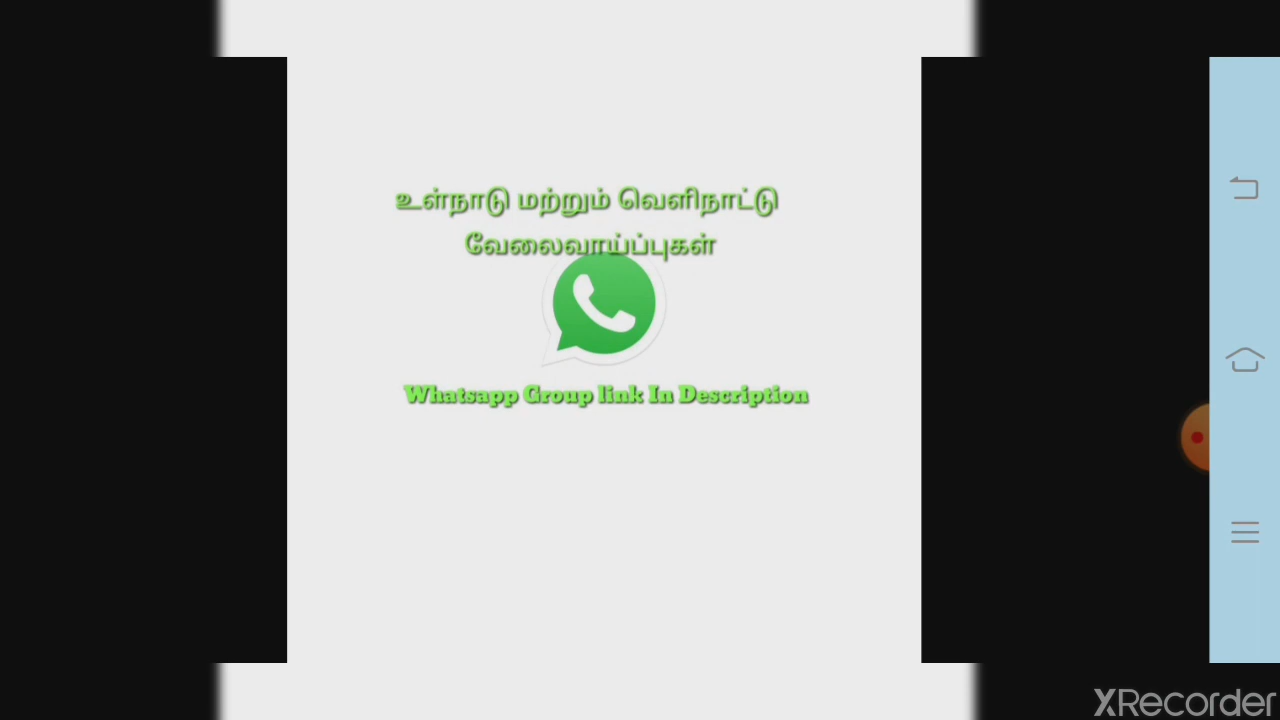 உள்நாடு மற்றும் வெளிநாட்டு
வேலைவாய்ப்புகள்
Whatsapp Group link In Description
XRecorder